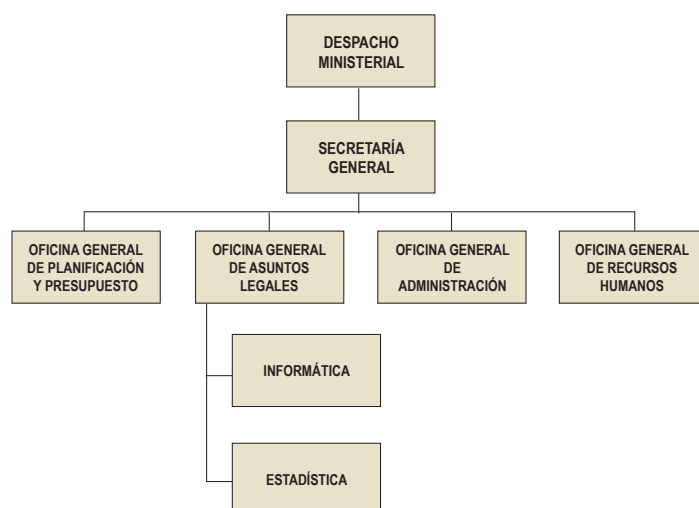 DESPACHO
MINISTERIAL
SECRETARÍA
GENERAL
OFICINA GENERAL
DE PLANIFICACIÓN
Y PRESUPUESTO
OFICINA GENERAL
DE ASUNTOS
LEGALES
OFICINA GENERAL
DE
ADMINISTRACIÓN
OFICINA GENERAL
DE RECURSOS
HUMANOS
INFORMÁTICA
ESTADÍSTICA